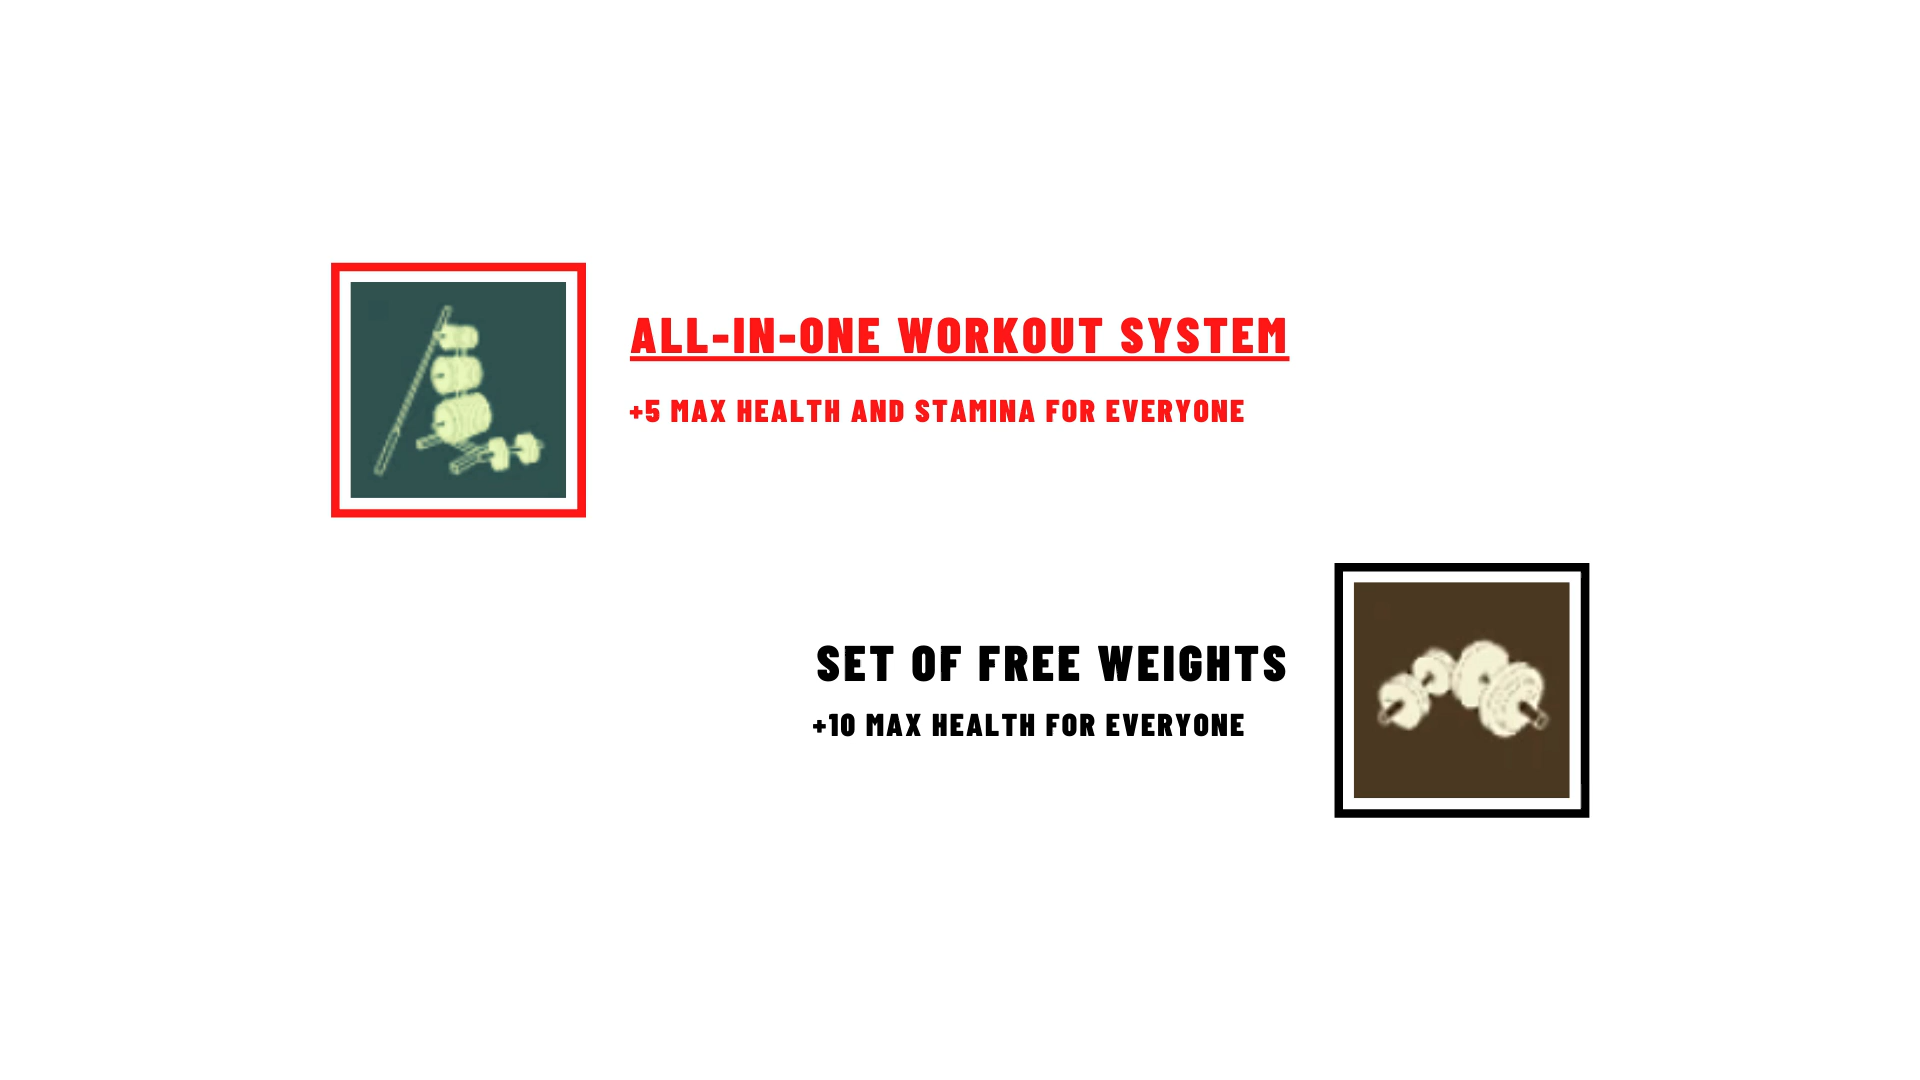 ALL-IN-ONE WORKOUT SYSTEM
+5 MAX HEALTH AND STAMINA FOR EVERYONE
SET OF FREE WEIGHTS
+10 MAX HEALTH FOR EVERYONE